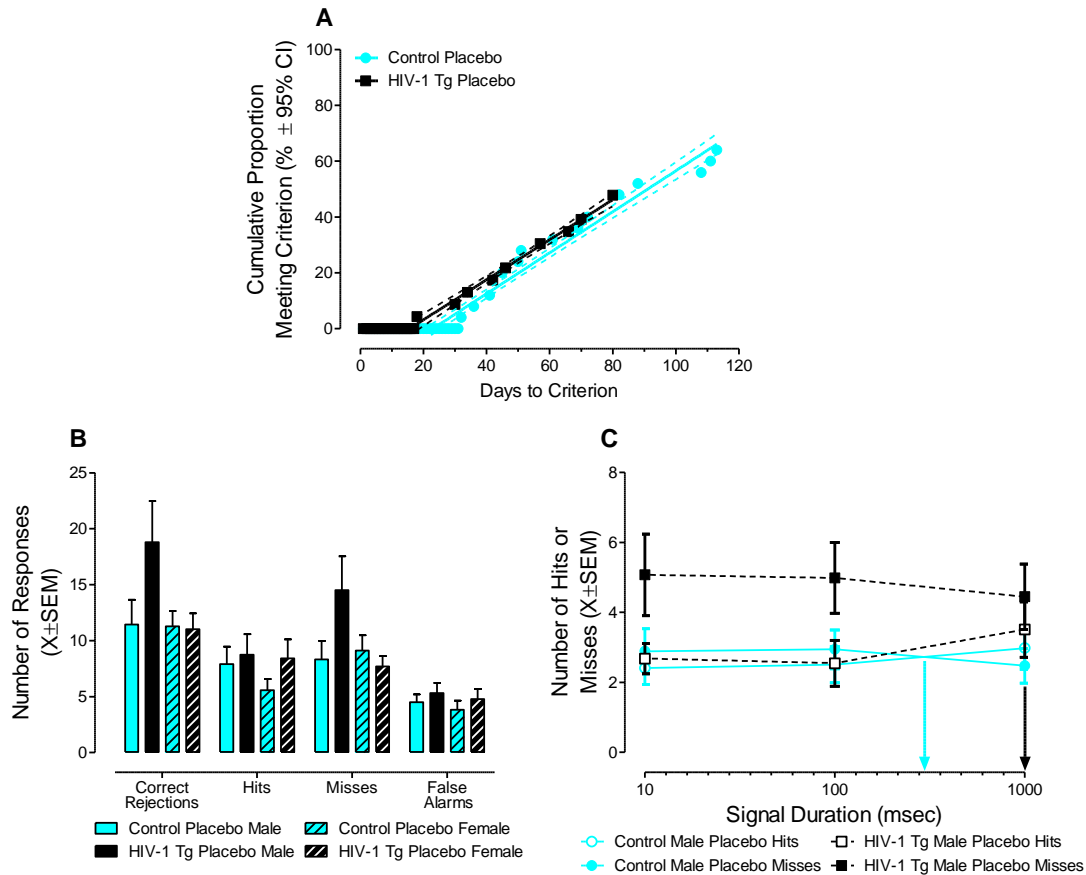 A
Control Placebo
HIV-1 Tg Placebo
Cumulative Proportion
Meeting Criterion (% ± 95% CI)
100
80
60
40
20
0
0 20 40 60 80 100 120
Days to Criterion
B
Number of Responses
(X±SEM)
25
20
15
10
5
0
Correct Rejections
Hits
Misses
False Alarms
Control Placebo Male
Control Placebo Female
HIV-1 Tg Placebo Male
HIV-1 Tg Placebo Female
C
Number of Hits or
Misses (X±SEM)
8
6
4
2
0
10 100 1000
Signal Duration (msec)
Control Male Placebo Hits
HIV-1 Tg Male Placebo Hits
Control Male Placebo Misses
HIV-1 Tg Male Placebo Misses